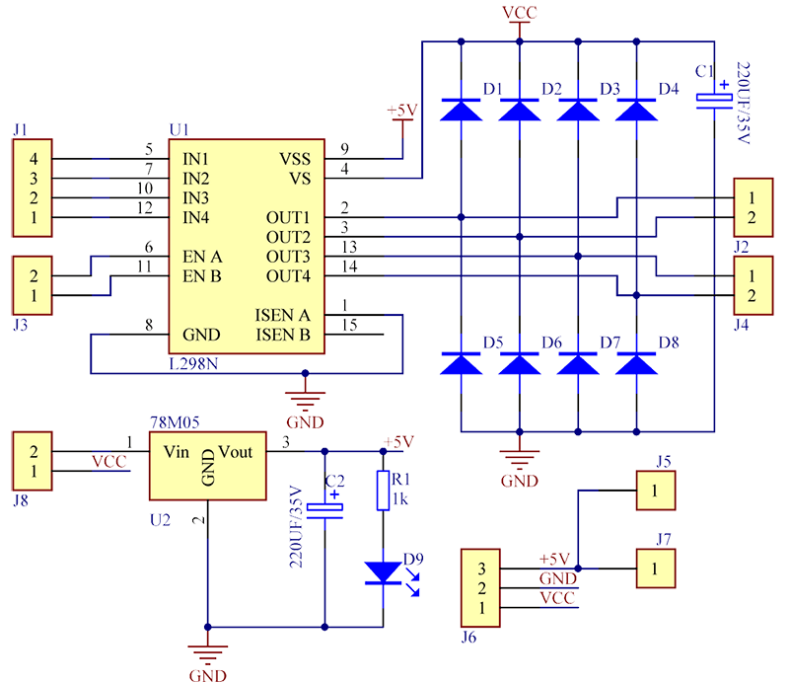 VCC
J1
U1
+5V
D1 D2 D3 D4
C1
220UF/35V
4
3
2
1
5 IN1
7 IN2
10 IN3
12 IN4
VSS 9
VS 4
OUT1 2
OUT2 3
OUT3 13
OUT4 14
1
2
J2
2
1
J3
6 EN A
11 EN B
ISEN A 1
ISEN B 15
8 GND
L298N
1
2
J4
D5 D6 D7 D8
GND
GND
78M05
2
1
J8
VCC
1 Vin
GND
Vout 3
+5V
U2
2
C2
220UF/35V
R1
1k
D9
GND
J5
1
J7
1
3 +5V
2 GND
1 VCC
J6